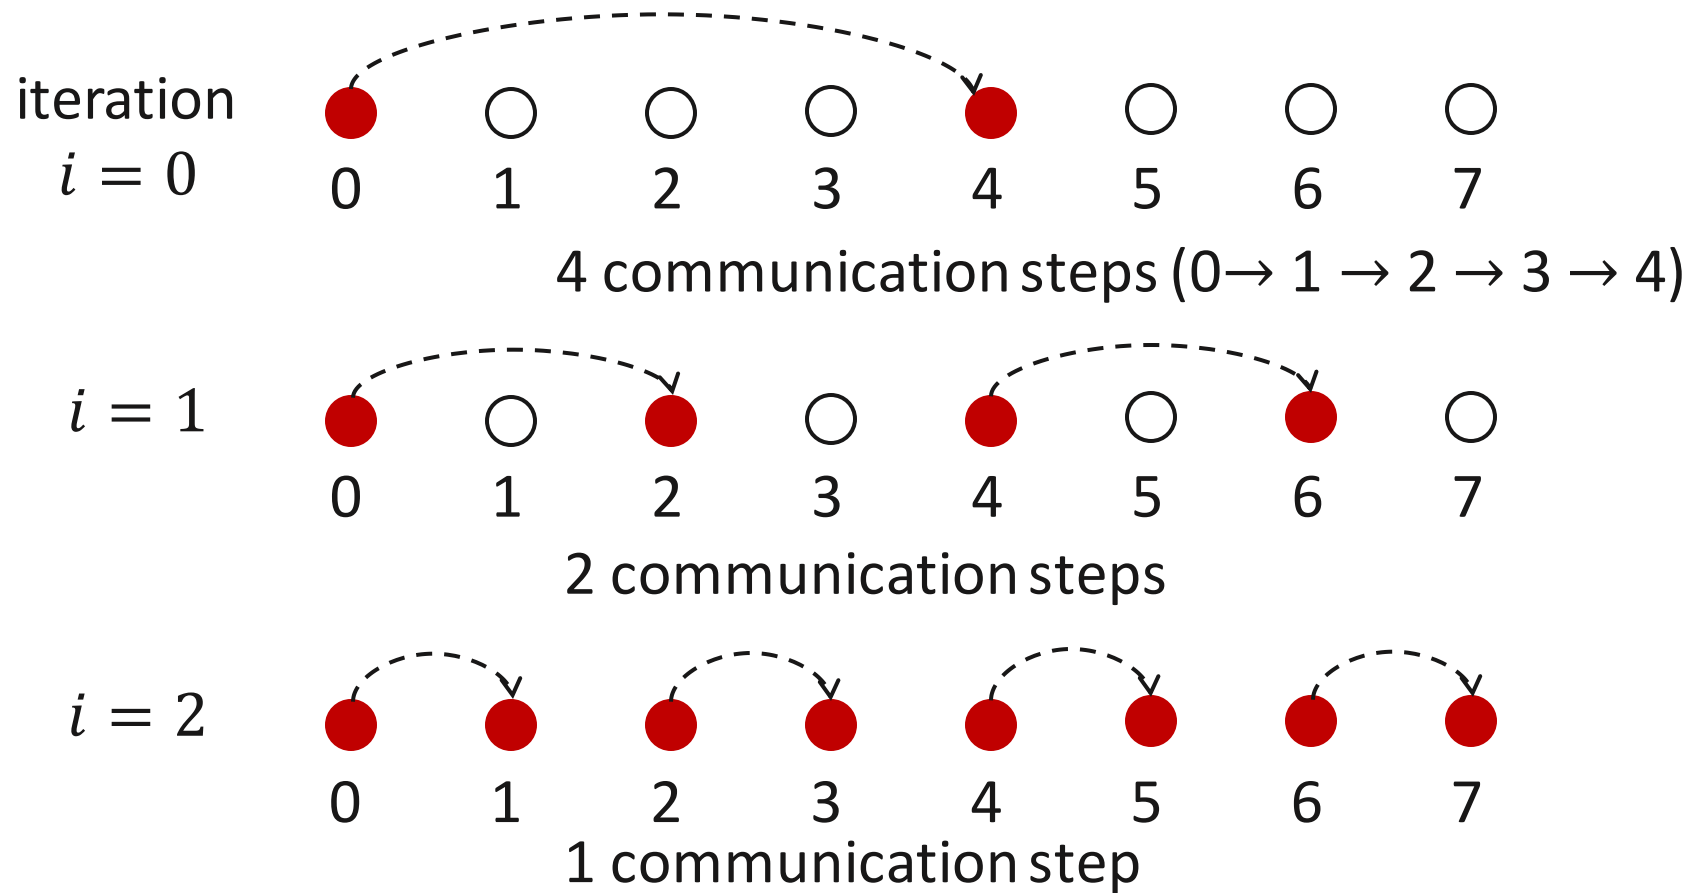 iteration
i = 0
0 1 2 3 4 5 6 7
4 communication steps (0→ 1 → 2 → 3 → 4)
i = 1
0 1 2 3 4 5 6 7
2 communication steps
i = 2
0 1 2 3 4 5 6 7
1 communication step